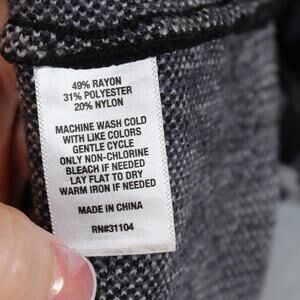 49% RAYON
31% POLYESTER
20% NYLON
MACHINE WASH COLD
WITH LIKE COLORS
GENTLE CYCLE
ONLY NON-CHLORINE
BLEACH IF NEEDED
LAY FLAT TO DRY
WARM IRON IF NEEDED
MADE IN CHINA
RN#31104